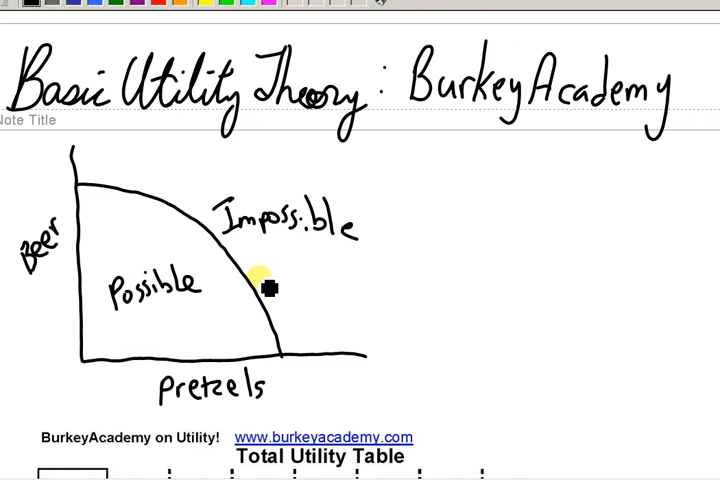 Basic Utility Theory: BurkeyAcademy
Note Title
Impossible
Beer
Possible
Pretzels
BurkeyAcademy on Utility! www.burkeyacademy.com
Total Utility Table